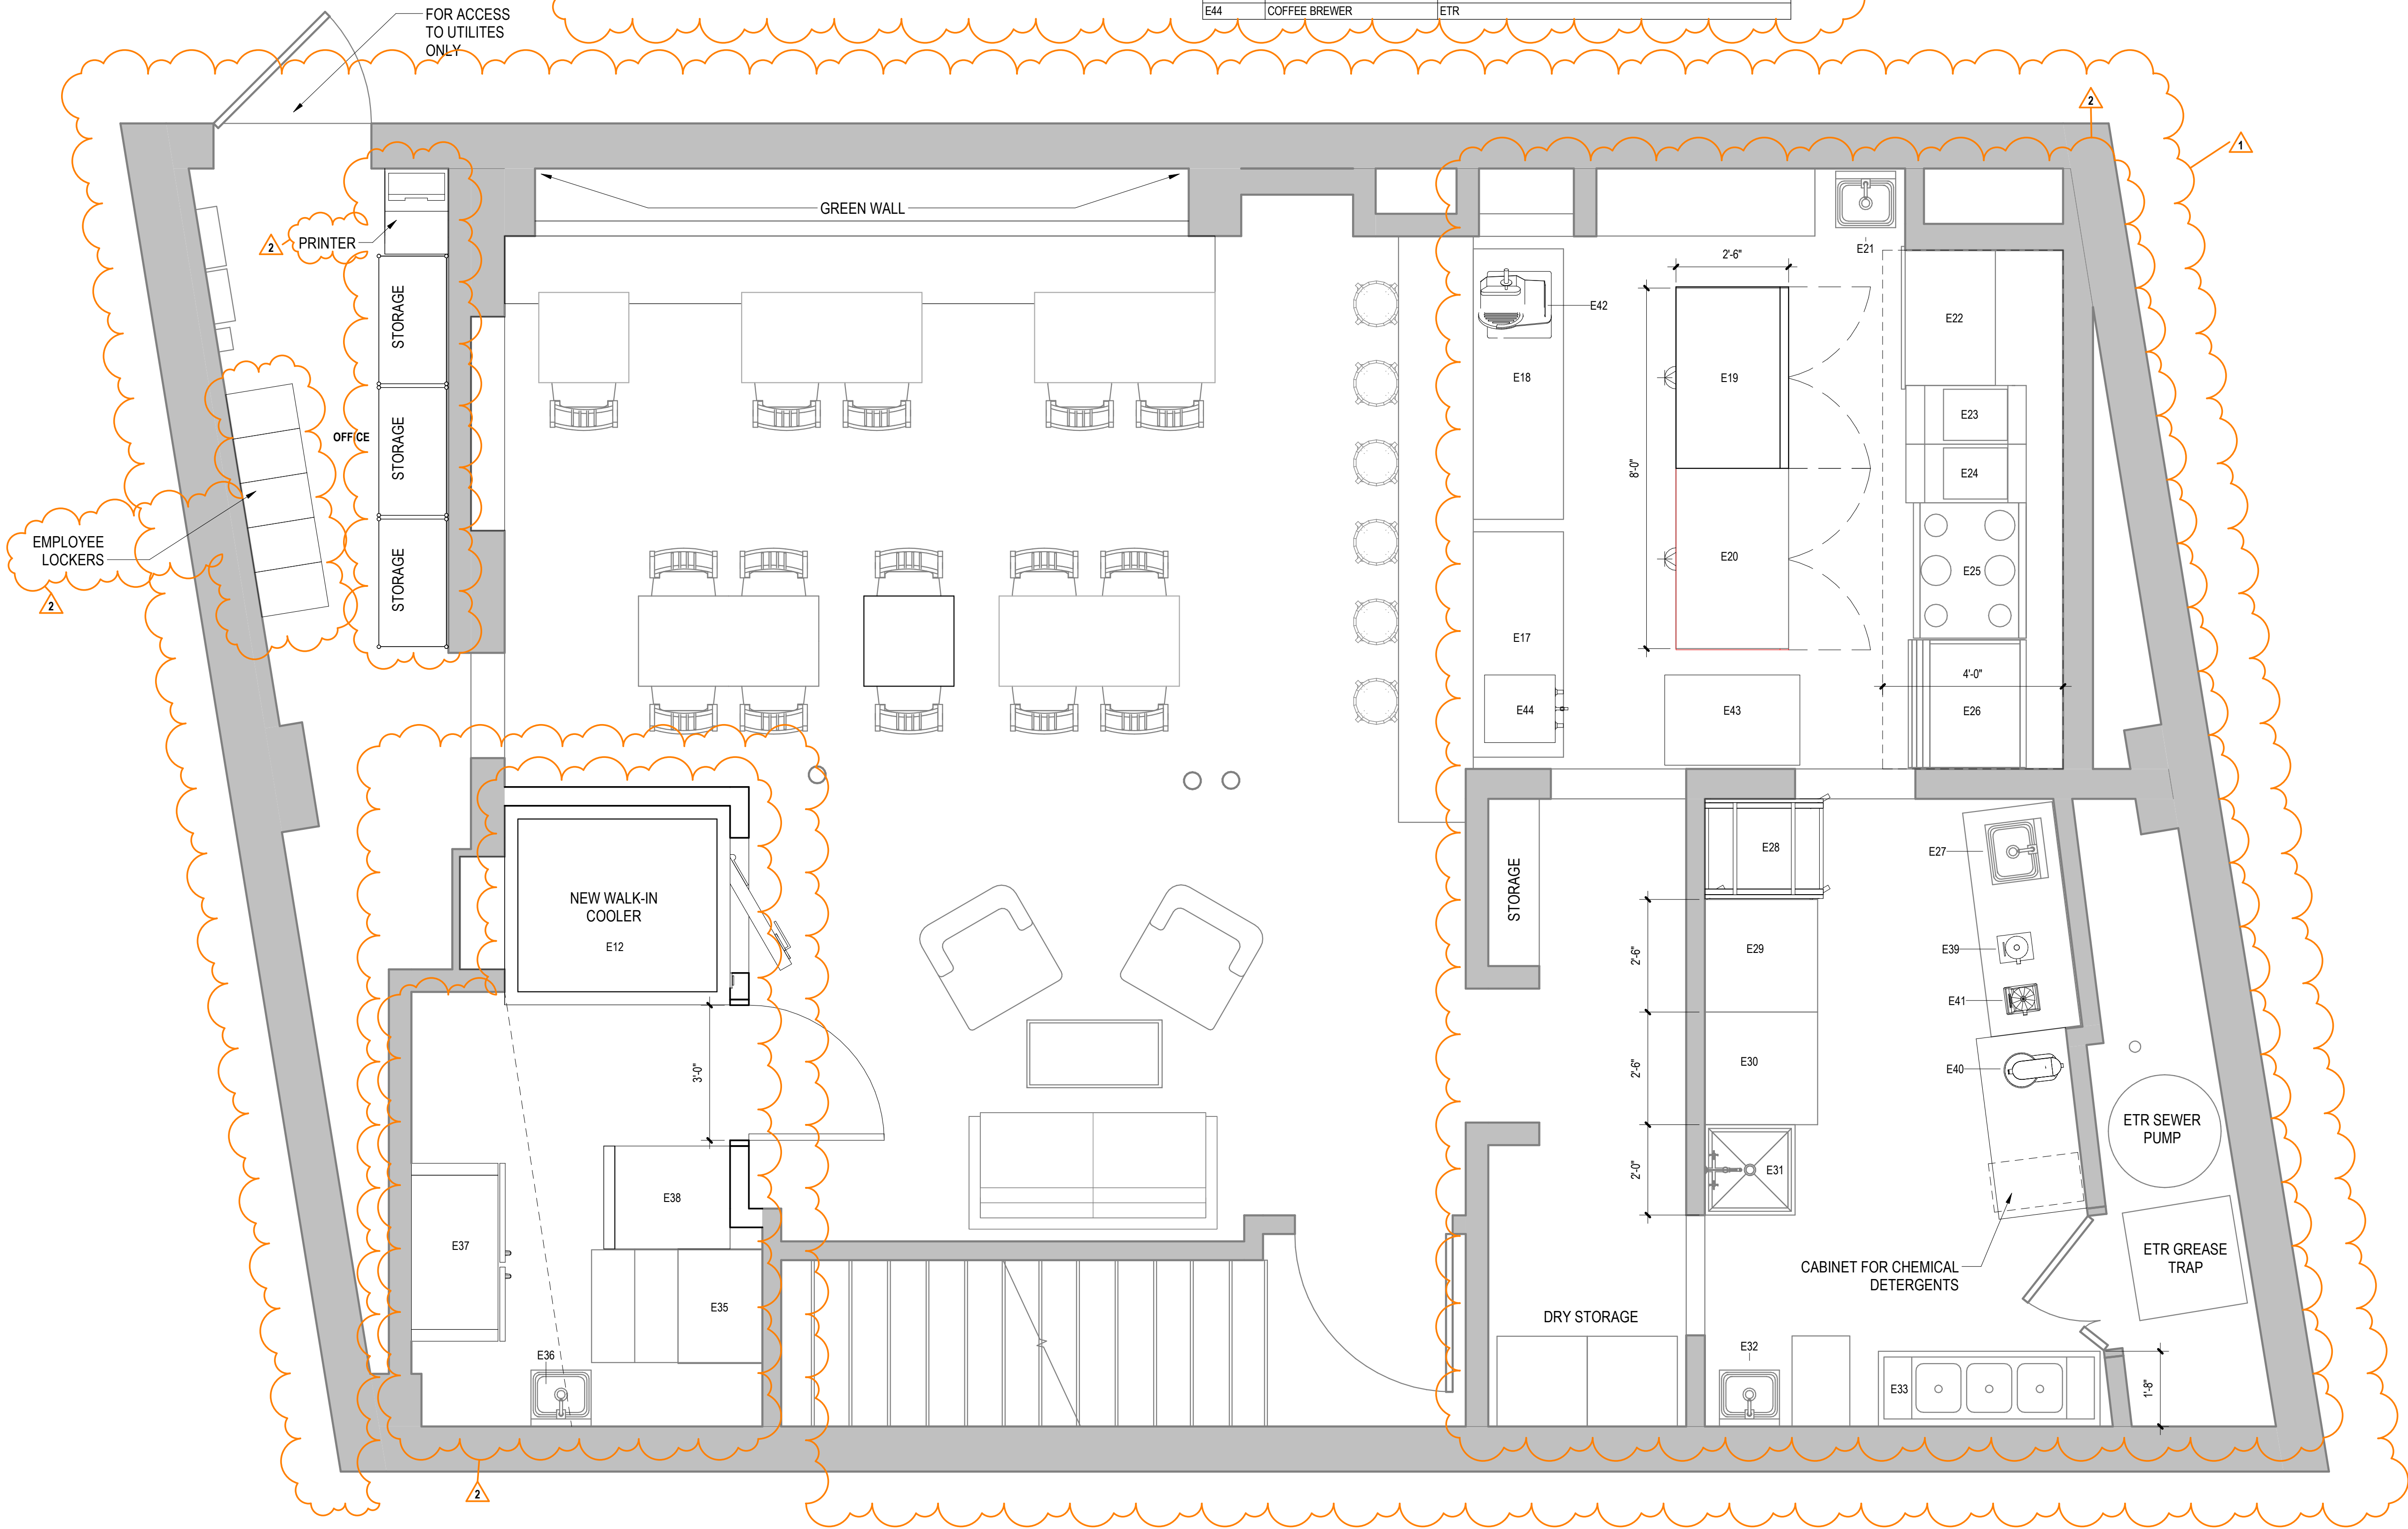 E44 COFFEE BREWER ETR
FOR ACCESS
TO UTILITES
ONLY
2
1
GREEN WALL
2
PRINTER
E21
2'-6"
E42
STORAGE
E22
E18
E19
8'-0"
E23
OFFICE
STORAGE
E24
EMPLOYEE
LOCKERS
2
STORAGE
E20
E25
E17
4'-0"
E44
E43
E26
E28
E27
STORAGE
NEW WALK-IN
COOLER
E12
2'-6"
E29
E39
E41
3'-0"
2'-6"
E30
E40
ETR SEWER
PUMP
2'-0"
E31
E38
E37
ETR GREASE
TRAP
CABINET FOR CHEMICAL
DETERGENTS
E35
DRY STORAGE
E36
E32
E33
1'-8"
2